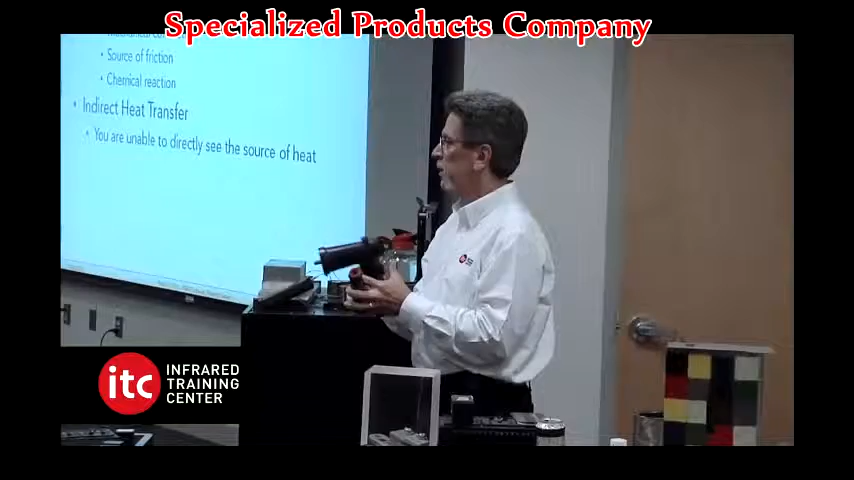 Specialized Products Company
• Source of friction
• Chemical reaction
• Indirect Heat Transfer
• You are unable to directly see the source of heat
itc
INFRARED
TRAINING
CENTER